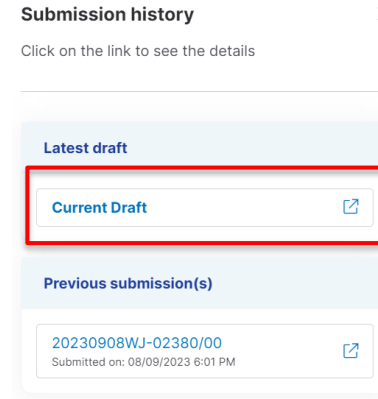 Submission history
Click on the link to see the details
Latest draft
Current Draft
Previous submission(s)
20230908WJ-02380/00
Submitted on: 08/09/2023 6:01 PM